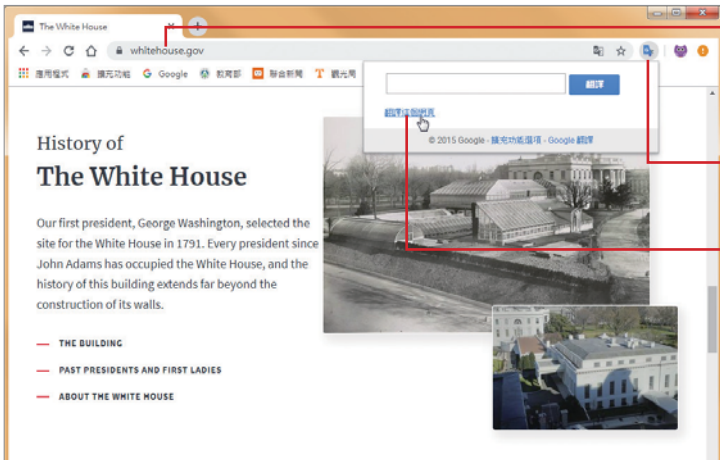 The White House
whitehouse.gov
應用程式 擴充功能 Google 教育部 聯合新聞 觀光局
翻譯
翻譯這個網頁
© 2015 Google - 擴充功能選項 - Google 翻譯
History of
The White House
Our first president, George Washington, selected the
site for the White House in 1791. Every president since
John Adams has occupied the White House, and the
history of this building extends far beyond the
construction of its walls.
THE BUILDING
PAST PRESIDENTS AND FIRST LADIES
ABOUT THE WHITE HOUSE